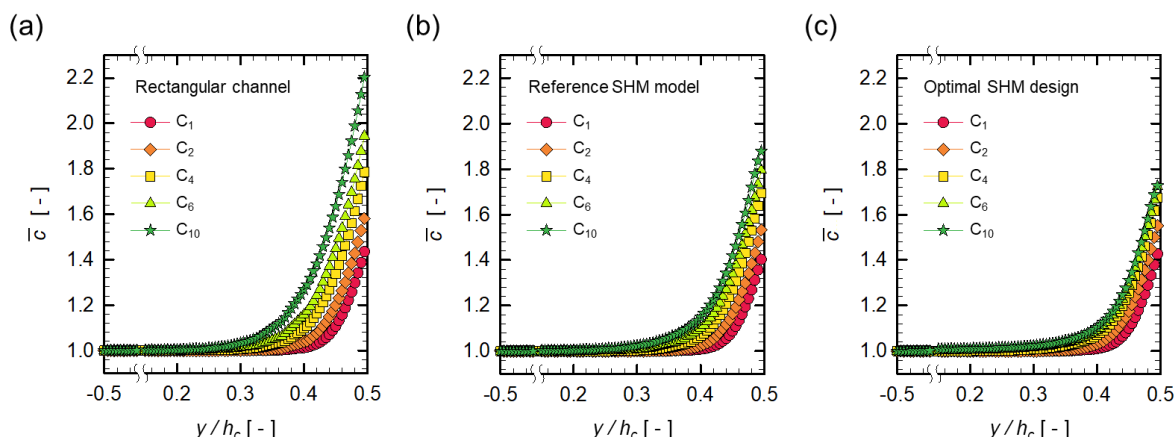 (a)
Rectangular channel
C₁
C₂
C₄
C₆
C₁₀
2.2
2.0
1.8
1.6
1.4
1.2
1.0
c̅ [ - ]
-0.5 0.2 0.3 0.4 0.5
y / h꜀ [ - ]
(b)
Reference SHM model
C₁
C₂
C₄
C₆
C₁₀
2.2
2.0
1.8
1.6
1.4
1.2
1.0
c̅ [ - ]
-0.5 0.2 0.3 0.4 0.5
y / h꜀ [ - ]
(c)
Optimal SHM design
C₁
C₂
C₄
C₆
C₁₀
2.2
2.0
1.8
1.6
1.4
1.2
1.0
c̅ [ - ]
-0.5 0.2 0.3 0.4 0.5
y / h꜀ [ - ]